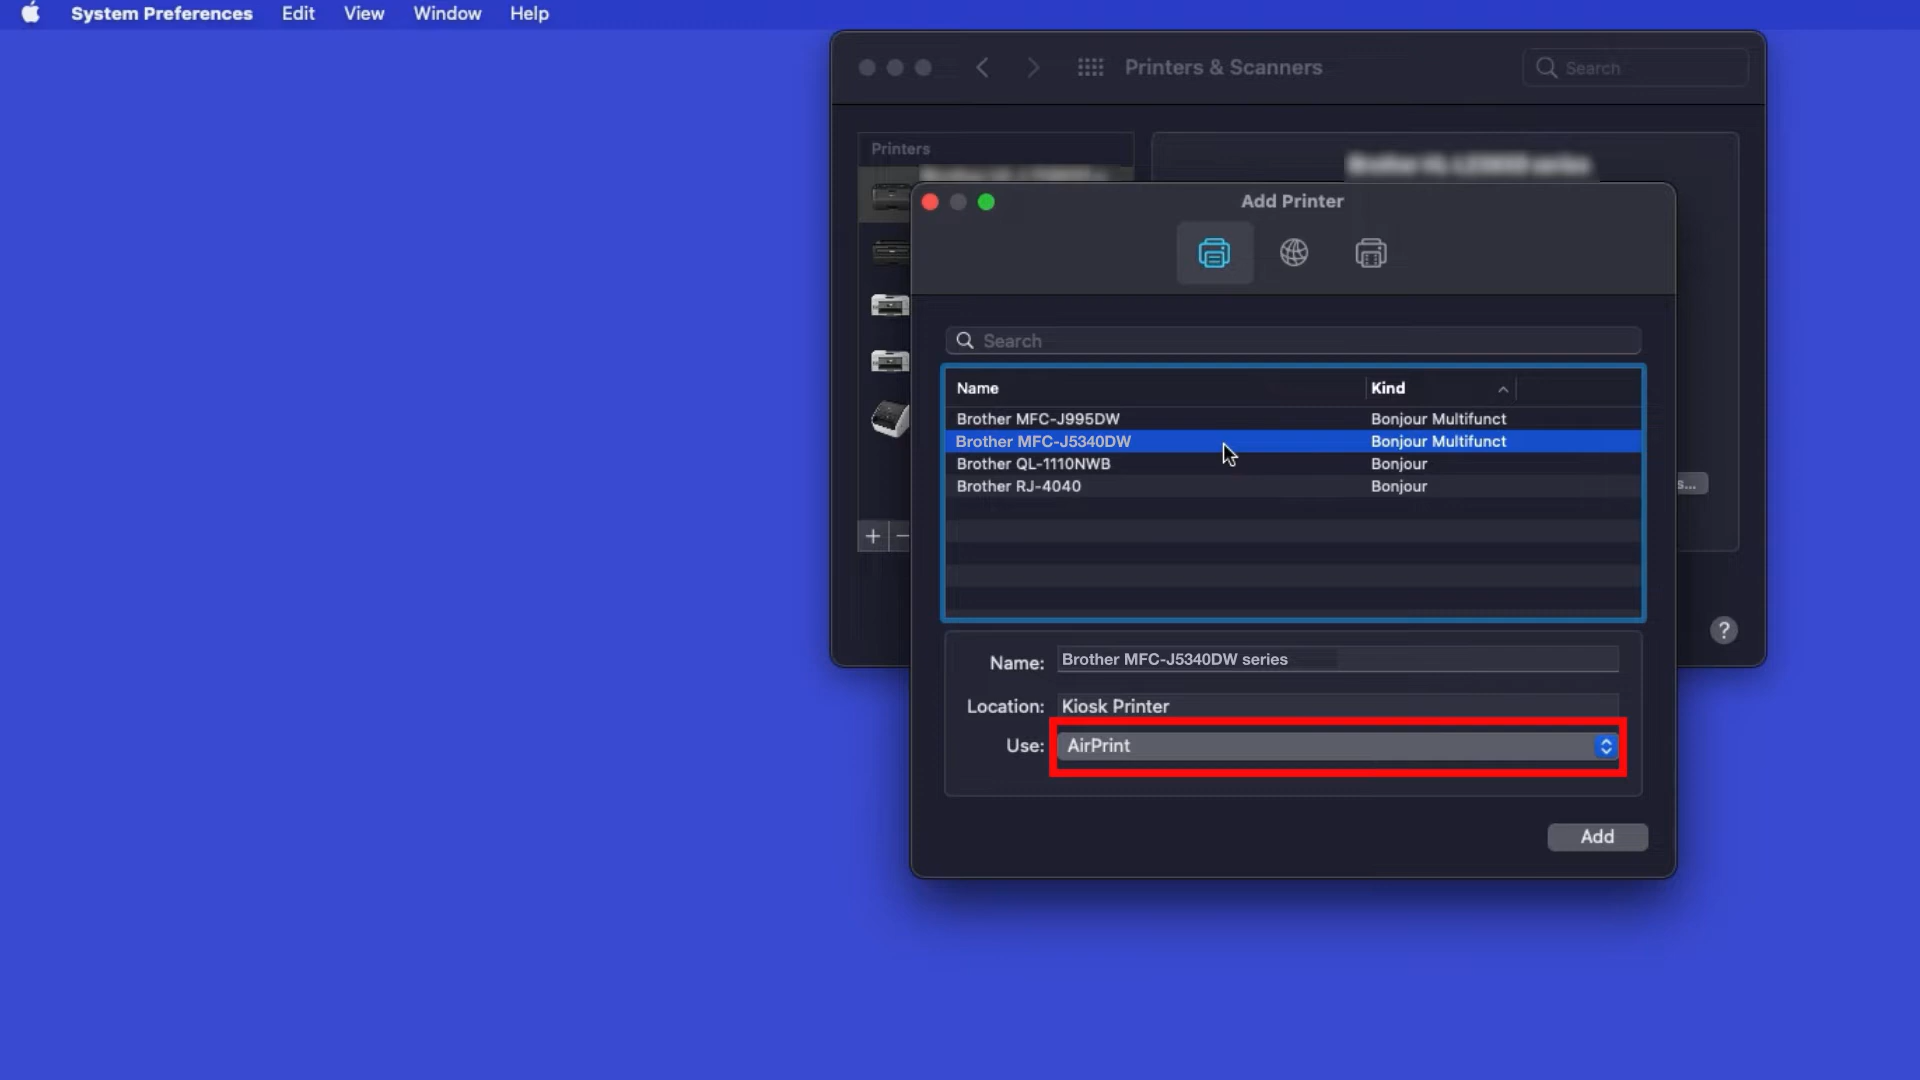 System Preferences Edit View Window Help
Printers & Scanners
Search
Printers
Add Printer
Search
Name Kind
Brother MFC-J995DW Bonjour Multifunct
Brother MFC-J5340DW Bonjour Multifunct
Brother QL-1110NWB Bonjour
Brother RJ-4040 Bonjour
s...
+ −
?
Name: Brother MFC-J5340DW series
Location: Kiosk Printer
Use: AirPrint
Add